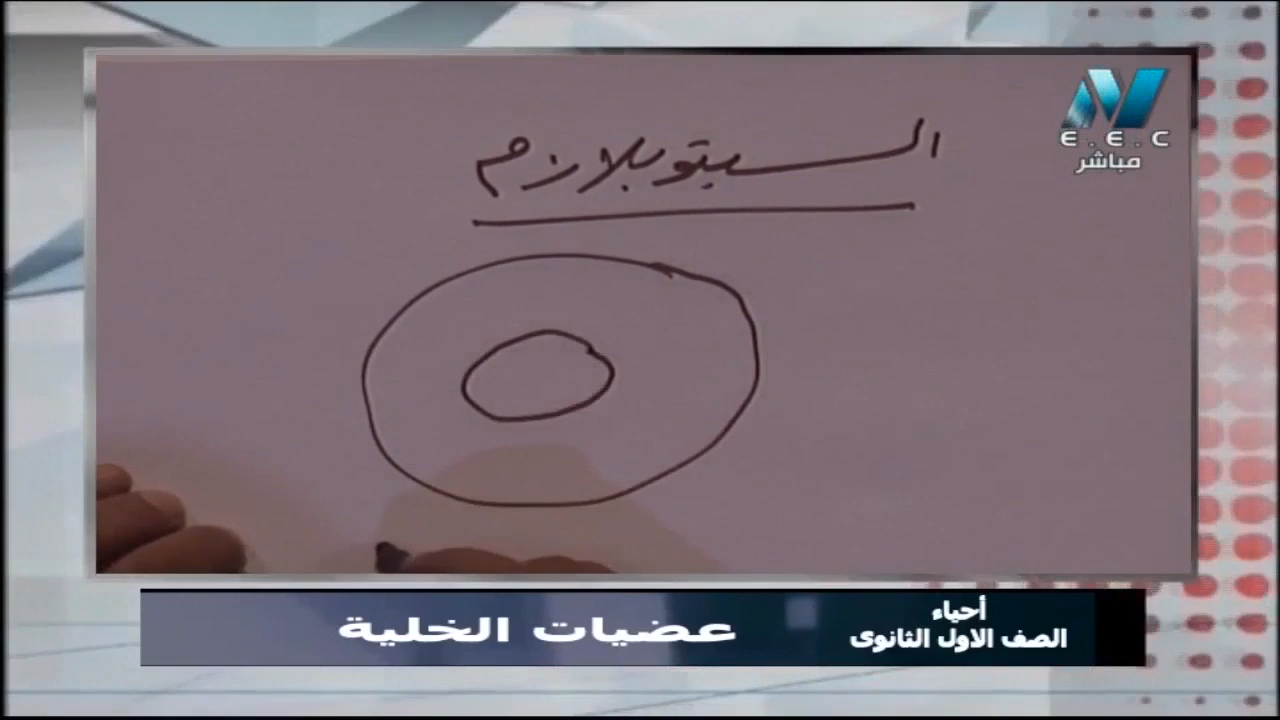 السيتوبلازم
E.E.C
مباشر
أحياء
الصف الاول الثانوى
عضيات الخلية